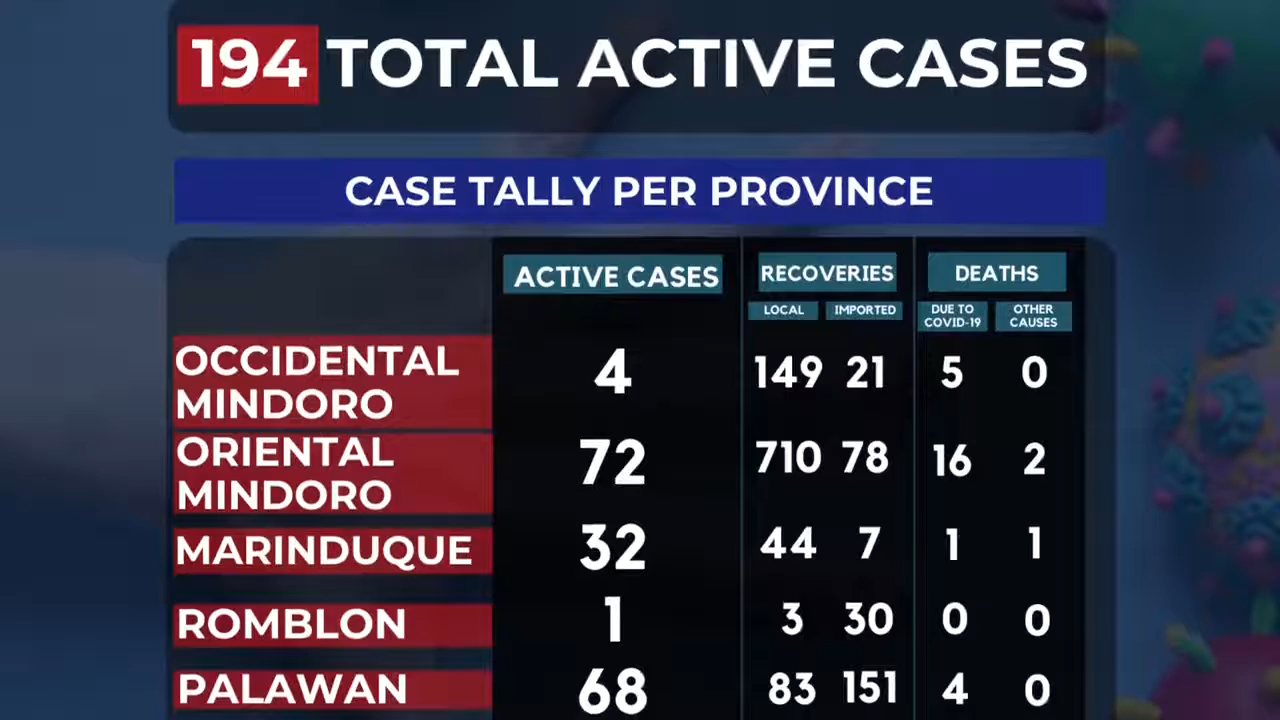 194 TOTAL ACTIVE CASES
CASE TALLY PER PROVINCE
ACTIVE CASES RECOVERIES DEATHS
LOCAL IMPORTED DUE TO COVID-19 OTHER CAUSES
OCCIDENTAL MINDORO 4 149 21 5 0
ORIENTAL MINDORO 72 710 78 16 2
MARINDUQUE 32 44 7 1 1
ROMBLON 1 3 30 0 0
PALAWAN 68 83 151 4 0